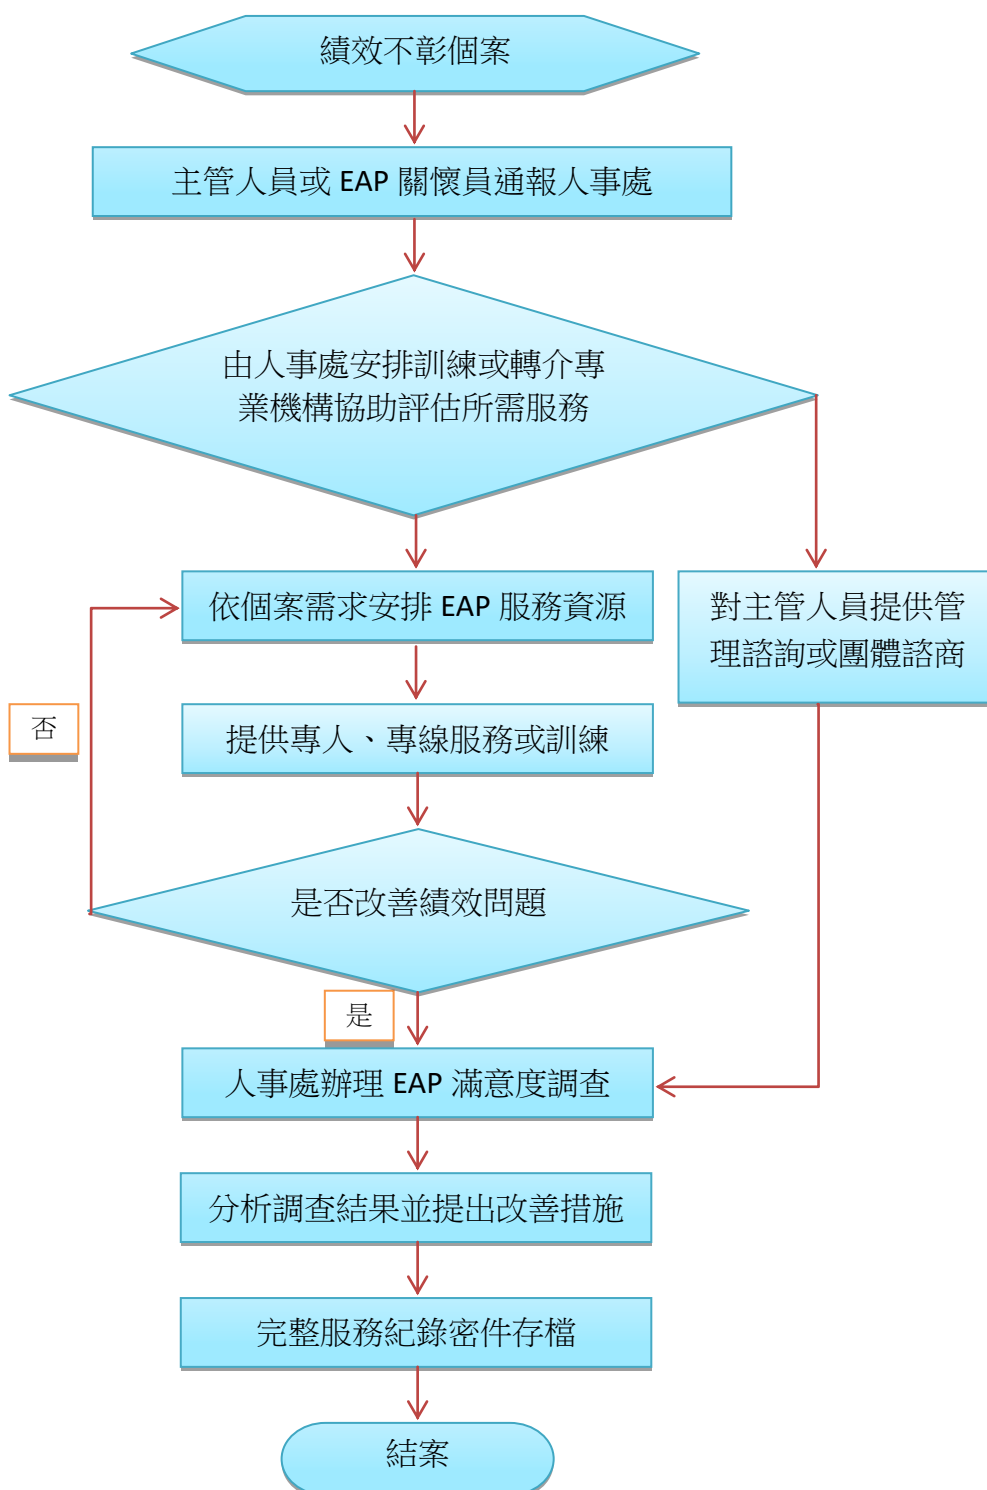 績效不彰個案
主管人員或 EAP 關懷員通報人事處
由人事處安排訓練或轉介專
業機構協助評估所需服務
依個案需求安排 EAP 服務資源
對主管人員提供管
理諮詢或團體諮商
否
提供專人、專線服務或訓練
是否改善績效問題
是
人事處辦理 EAP 滿意度調查
分析調查結果並提出改善措施
完整服務紀錄密件存檔
結案